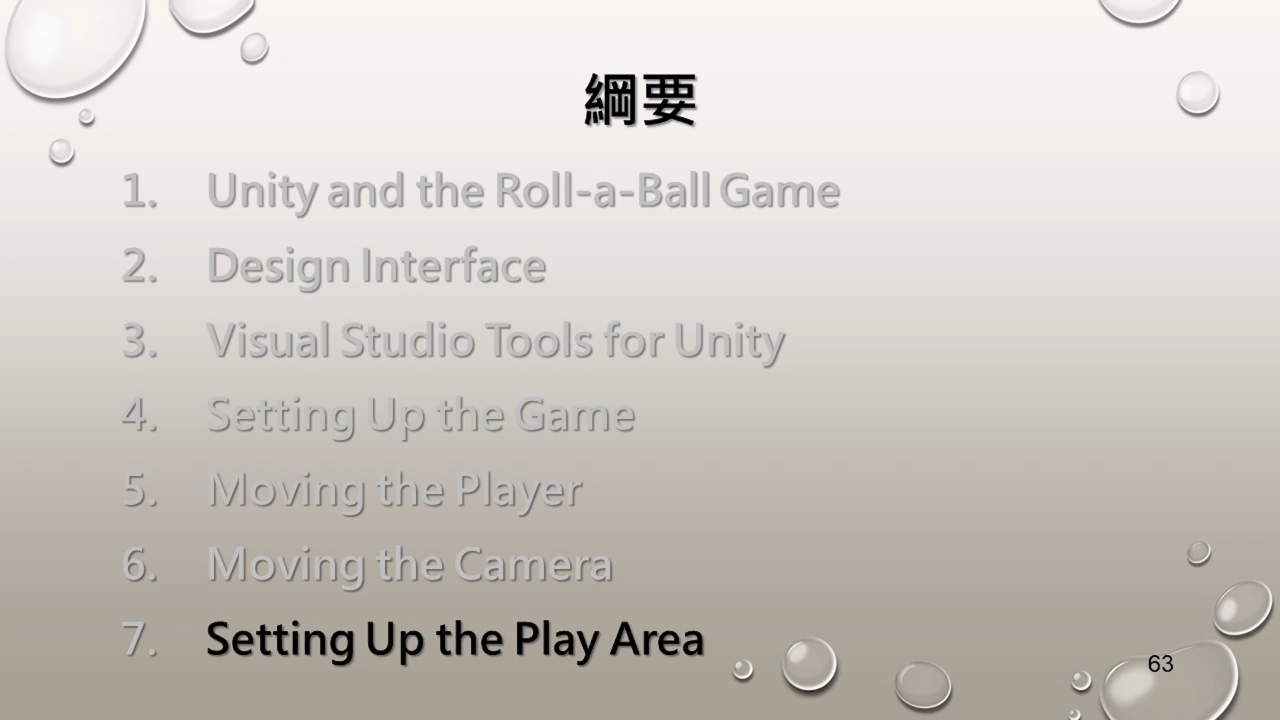 綱要
1. Unity and the Roll-a-Ball Game
2. Design Interface
3. Visual Studio Tools for Unity
4. Setting Up the Game
5. Moving the Player
6. Moving the Camera
7. Setting Up the Play Area
63